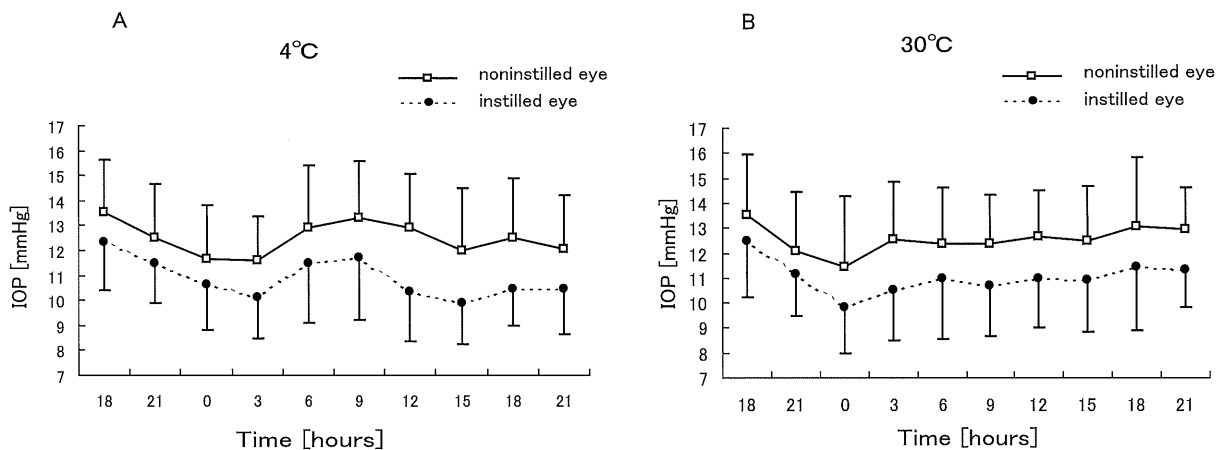 A
4°C
noninstilled eye
instilled eye
17
16
15
14
13
12
11
10
9
8
7
IOP [mmHg]
18 21 0 3 6 9 12 15 18 21
Time [hours]
B
30°C
noninstilled eye
instilled eye
17
16
15
14
13
12
11
10
9
8
7
IOP [mmHg]
18 21 0 3 6 9 12 15 18 21
Time [hours]